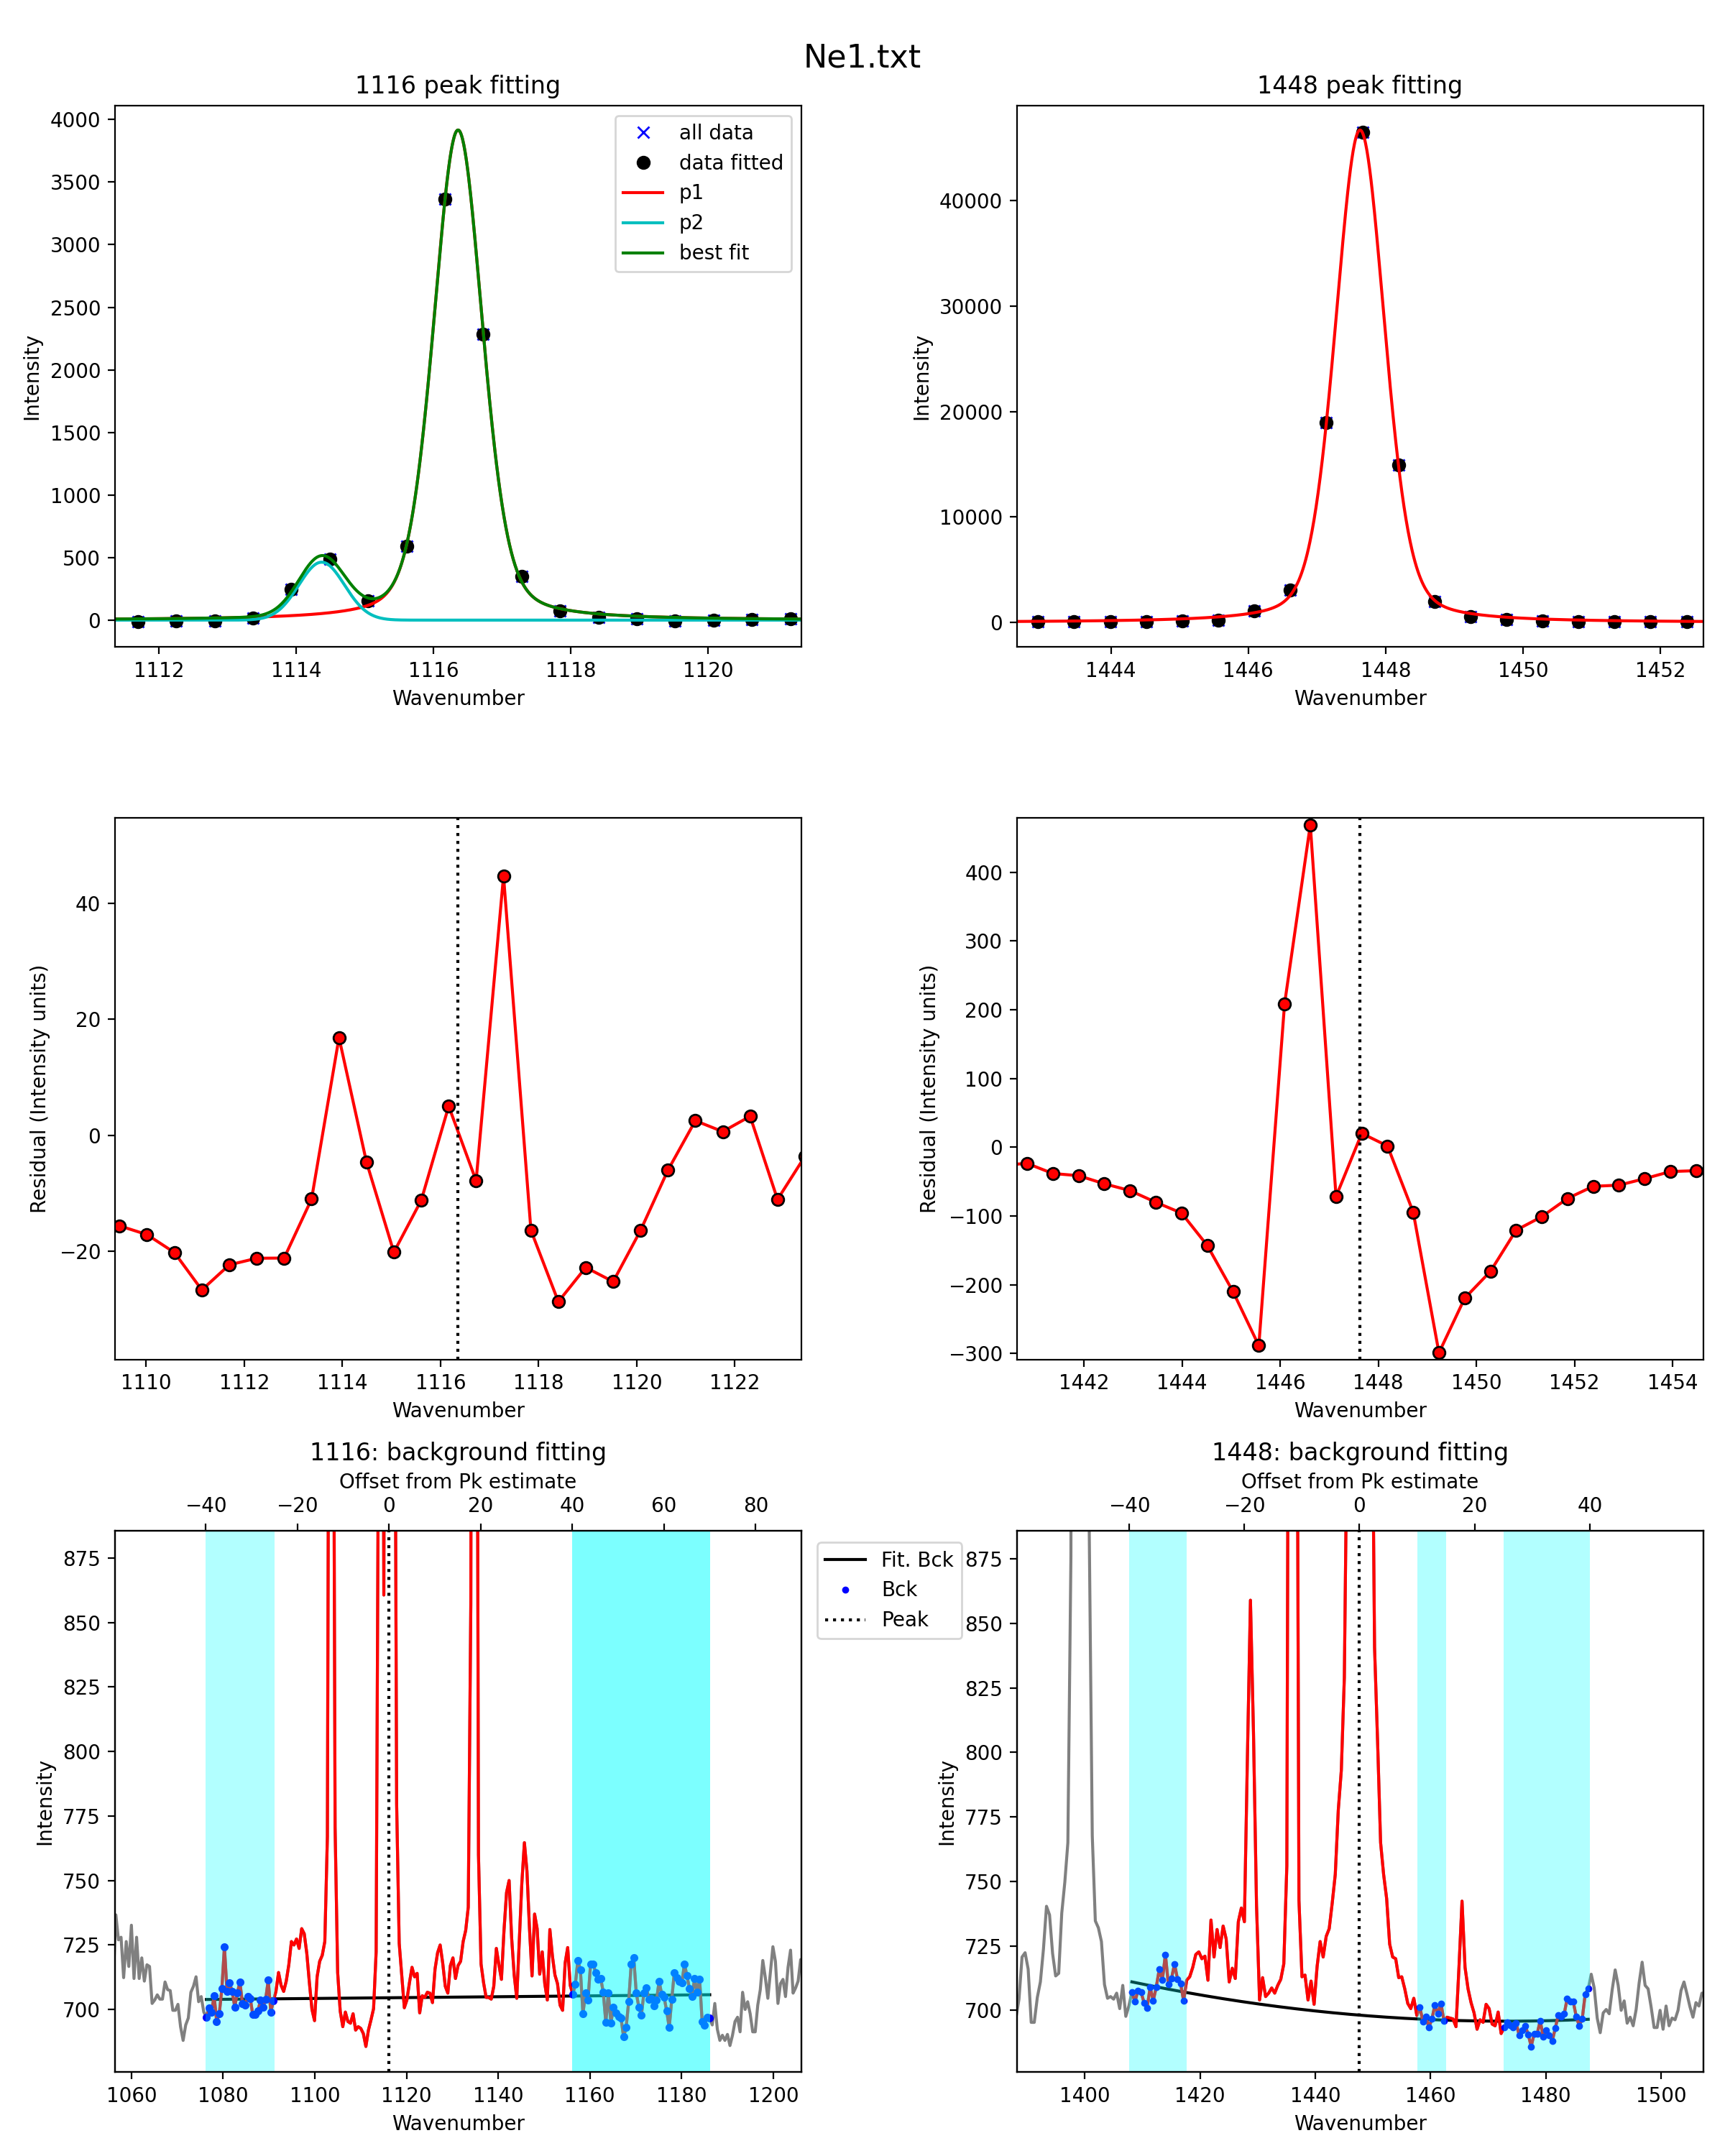 Ne1.txt
1116 peak fitting
4000
3500
3000
2500
2000
1500
1000
500
0
Intensity
all data
data fitted
p1
p2
best fit
1112 1114 1116 1118 1120
Wavenumber
1448 peak fitting
40000
30000
20000
10000
0
Intensity
1444 1446 1448 1450 1452
Wavenumber
40
20
0
−20
Residual (Intensity units)
1110 1112 1114 1116 1118 1120 1122
Wavenumber
400
300
200
100
0
−100
−200
−300
Residual (Intensity units)
1442 1444 1446 1448 1450 1452 1454
Wavenumber
1116: background fitting
Offset from Pk estimate
−40 −20 0 20 40 60 80
875
850
825
800
775
750
725
700
Intensity
1060 1080 1100 1120 1140 1160 1180 1200
Wavenumber
Fit. Bck
Bck
Peak
1448: background fitting
Offset from Pk estimate
−40 −20 0 20 40
875
850
825
800
775
750
725
700
Intensity
1400 1420 1440 1460 1480 1500
Wavenumber